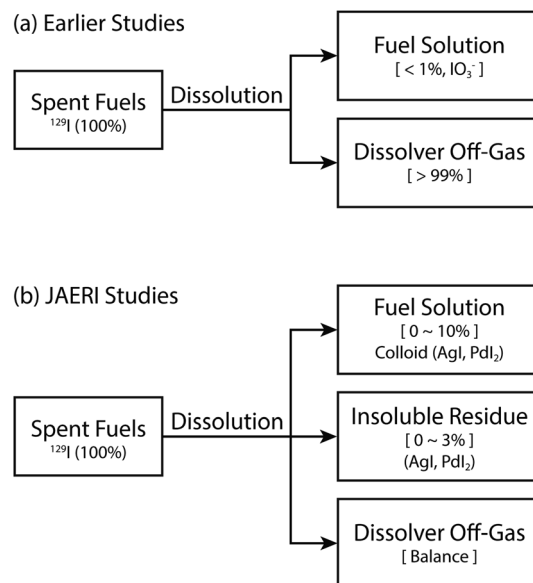 (a) Earlier Studies
Spent Fuels
¹²⁹I (100%)
Dissolution
Fuel Solution
[ < 1%, IO₃⁻ ]
Dissolver Off-Gas
[ > 99% ]
(b) JAERI Studies
Spent Fuels
¹²⁹I (100%)
Dissolution
Fuel Solution
[ 0 ~ 10% ]
Colloid (AgI, PdI₂)
Insoluble Residue
[ 0 ~ 3% ]
(AgI, PdI₂)
Dissolver Off-Gas
[ Balance ]